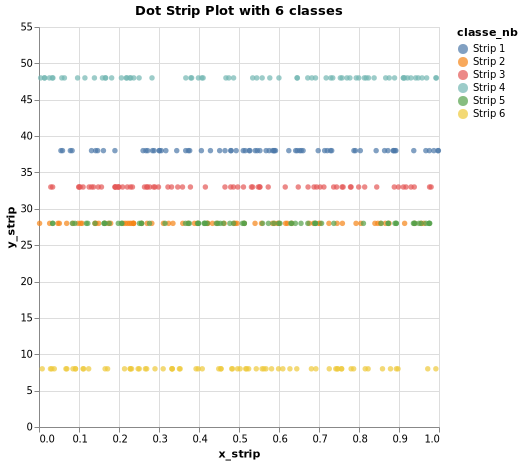 Dot Strip Plot with 6 classes
classe_nb
Strip 1
Strip 2
Strip 3
Strip 4
Strip 5
Strip 6
y_strip
55
50
45
40
35
30
25
20
15
10
5
0
0.0 0.1 0.2 0.3 0.4 0.5 0.6 0.7 0.8 0.9 1.0
x_strip